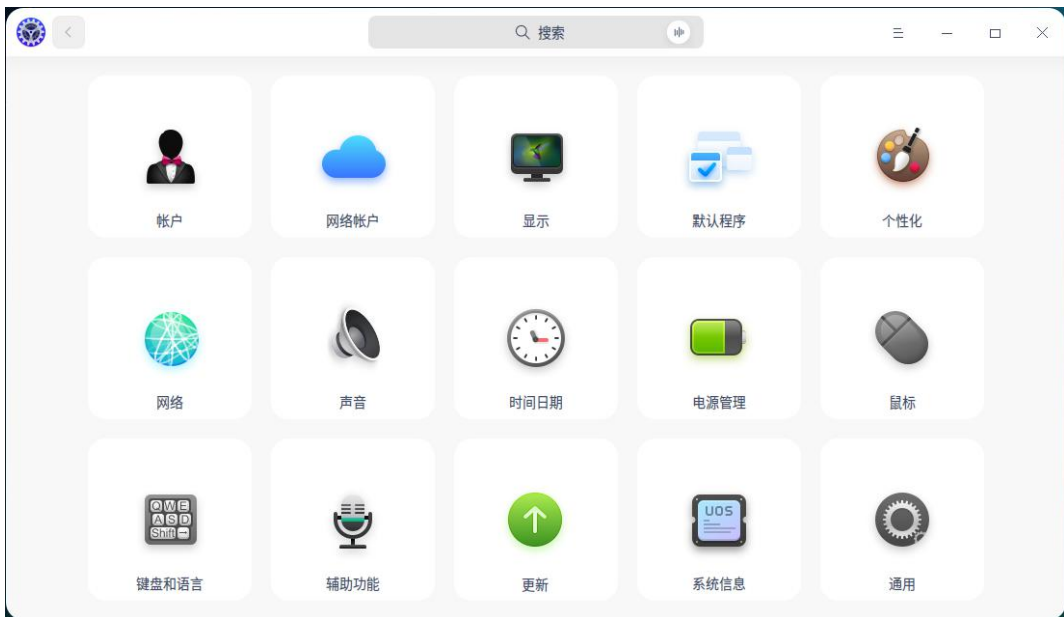 搜索
帐户
网络帐户
显示
默认程序
个性化
网络
声音
时间日期
电源管理
鼠标
QWE
ASD
Shift
UOS
键盘和语言
辅助功能
更新
系统信息
通用